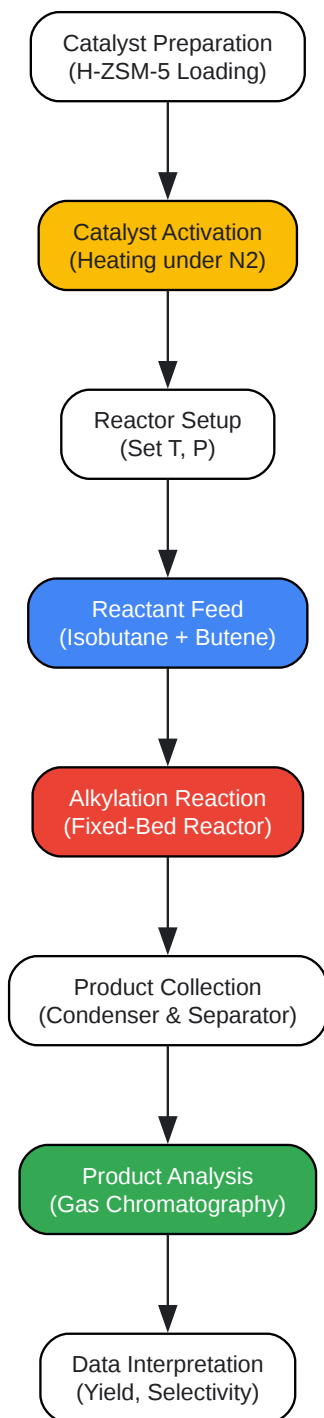 Catalyst Preparation
(H-ZSM-5 Loading)
Catalyst Activation
(Heating under N2)
Reactor Setup
(Set T, P)
Reactant Feed
(Isobutane + Butene)
Alkylation Reaction
(Fixed-Bed Reactor)
Product Collection
(Condenser & Separator)
Product Analysis
(Gas Chromatography)
Data Interpretation
(Yield, Selectivity)